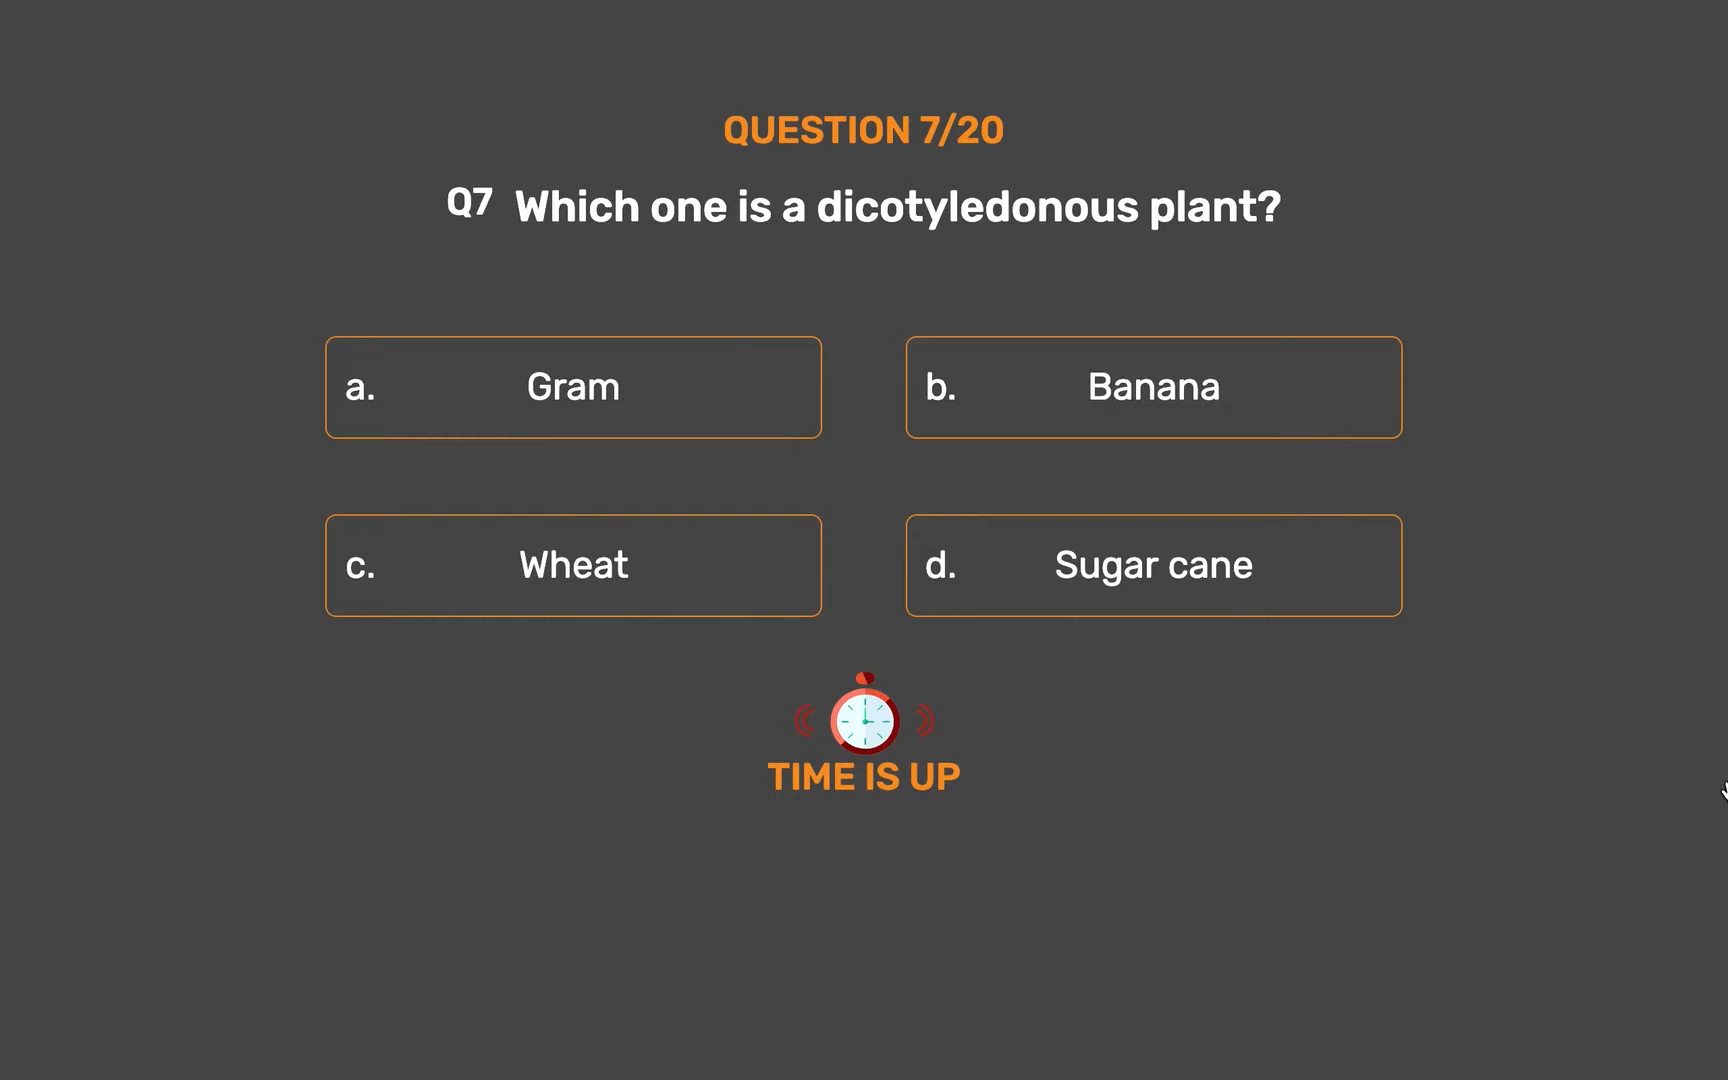 QUESTION 7/20
Q7 Which one is a dicotyledonous plant?
a. Gram
b. Banana
c. Wheat
d. Sugar cane
TIME IS UP